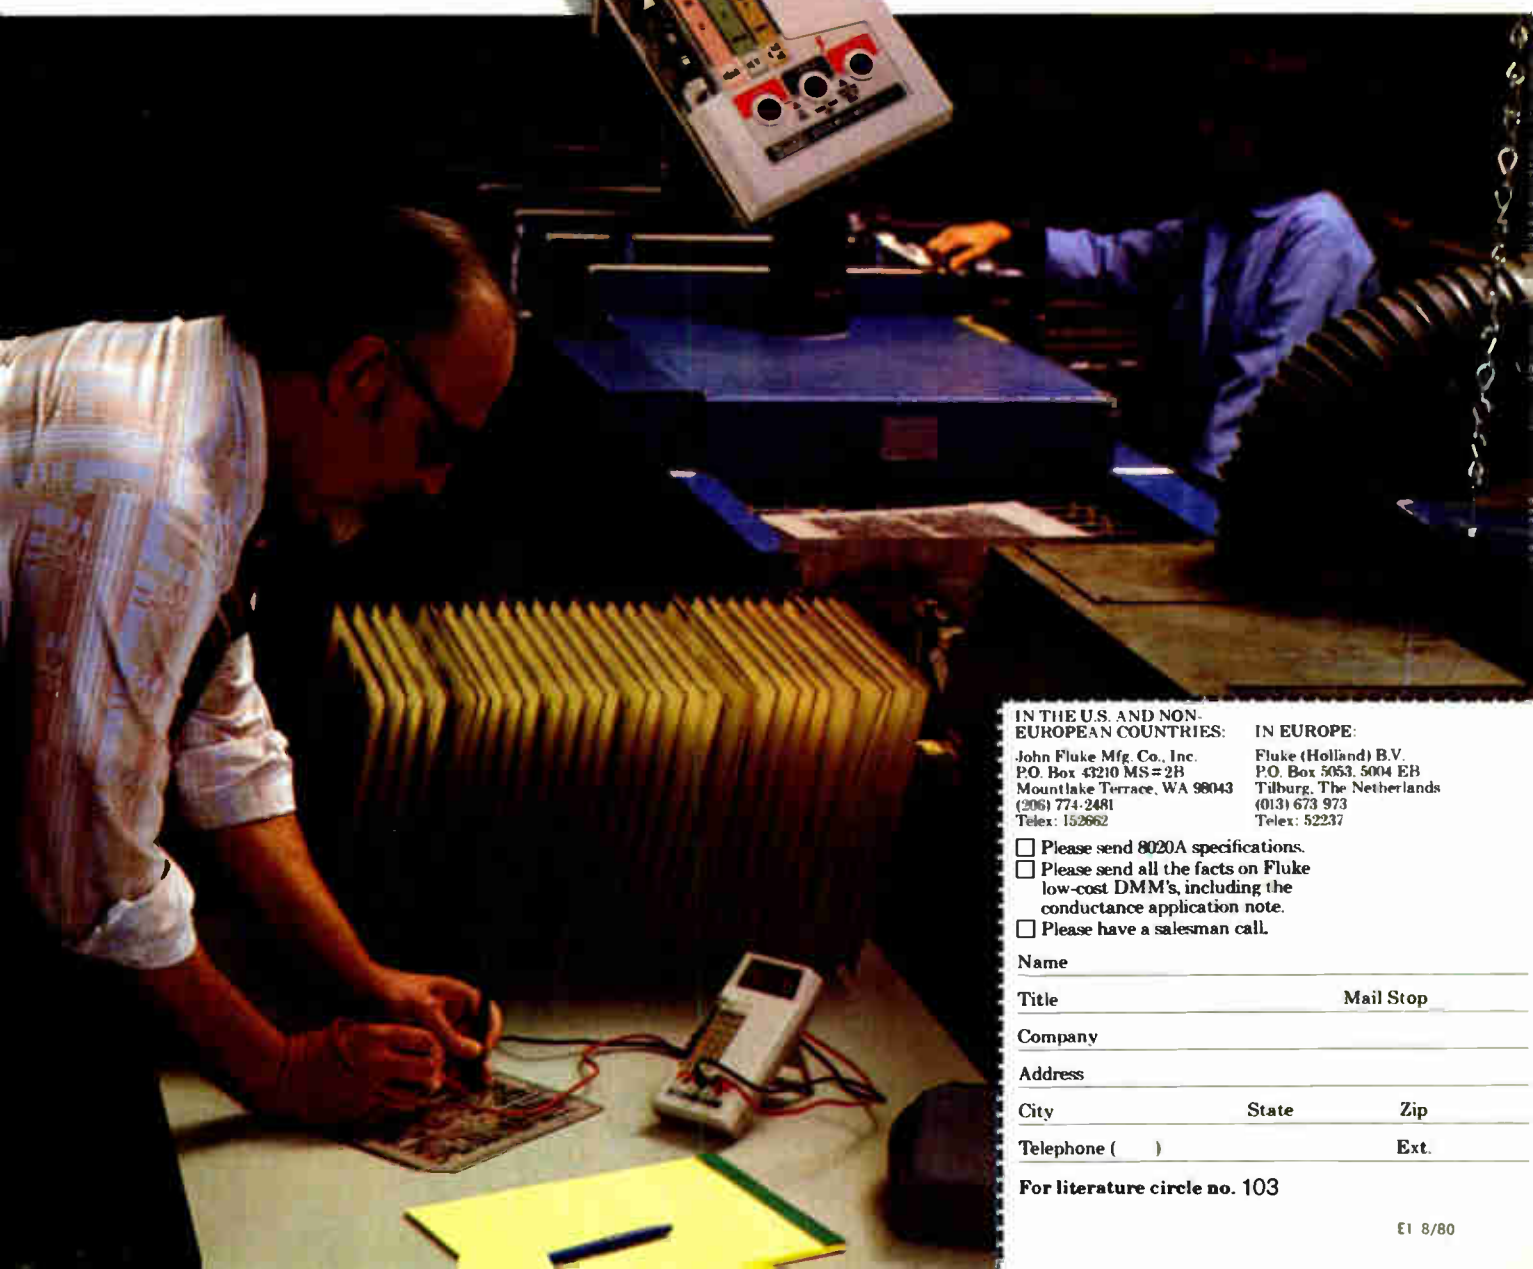 IN THE U.S. AND NON-
EUROPEAN COUNTRIES:
John Fluke Mfg. Co., Inc.
P.O. Box 43210 MS#2B
Mountlake Terrace, WA 98043
(206) 774-2481
Telex: 152662
IN EUROPE:
Fluke (Holland) B.V.
P.O. Box 5053, 5004 EB
Tilburg, The Netherlands
(013) 673 973
Telex: 52237
Please send 8020A specifications.
Please send all the facts on Fluke
low-cost DMM's, including the
conductance application note.
Please have a salesman call.
Name
Title Mail Stop
Company
Address
City State Zip
Telephone ( ) Ext.
For literature circle no. 103
E1 8/80